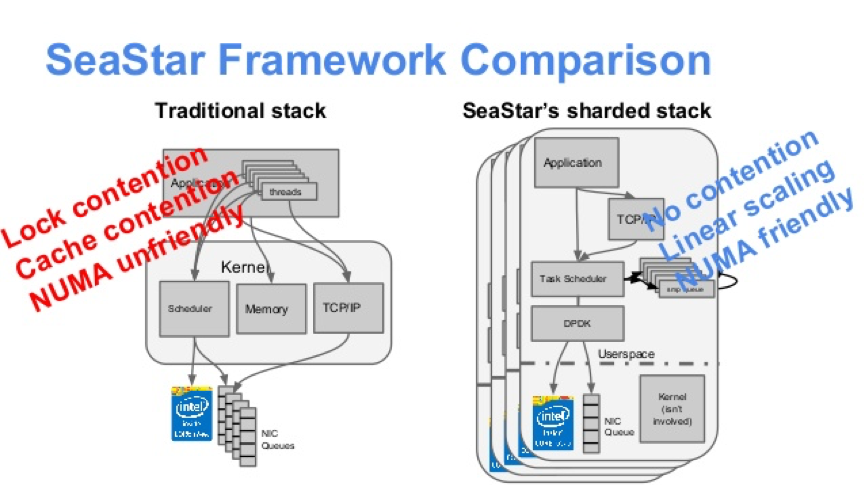 SeaStar Framework Comparison
Traditional stack
SeaStar's sharded stack
Lock contention
Cache contention
NUMA unfriendly
Application
threads
Kernel
Scheduler
Memory
TCP/IP
intel
NIC
Queues
No contention
Linear scaling
NUMA friendly
Application
TCP/IP
Task Scheduler
smp queue
DPDK
Userspace
intel
NIC
Queue
Kernel
(isn't
involved)